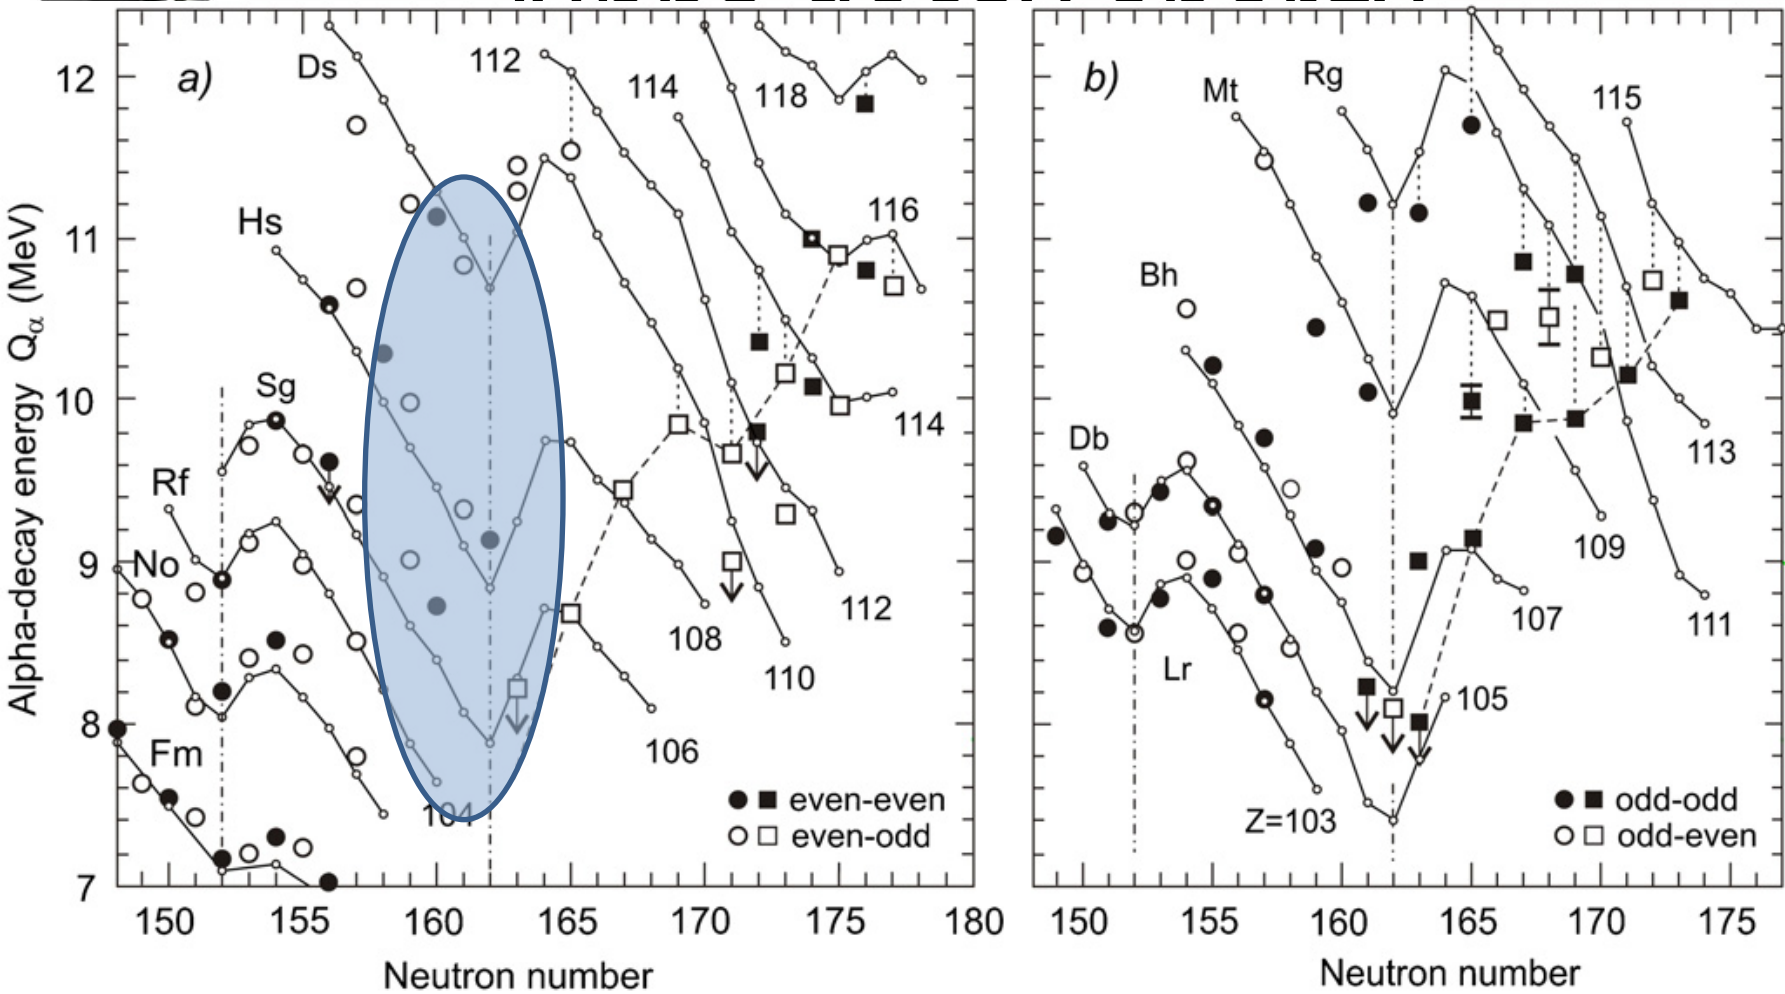 a)
Ds
112
114
118
Hs
116
Sg
Rf
No
114
112
108
110
Fm
106
104
even-even
even-odd
12
11
10
9
8
7
150
155
160
165
170
175
180
Neutron number
Alpha-decay energy Qα (MeV)
b)
Mt
Rg
115
Bh
Db
113
109
107
111
Lr
105
Z=103
odd-odd
odd-even
150
155
160
165
170
175
Neutron number